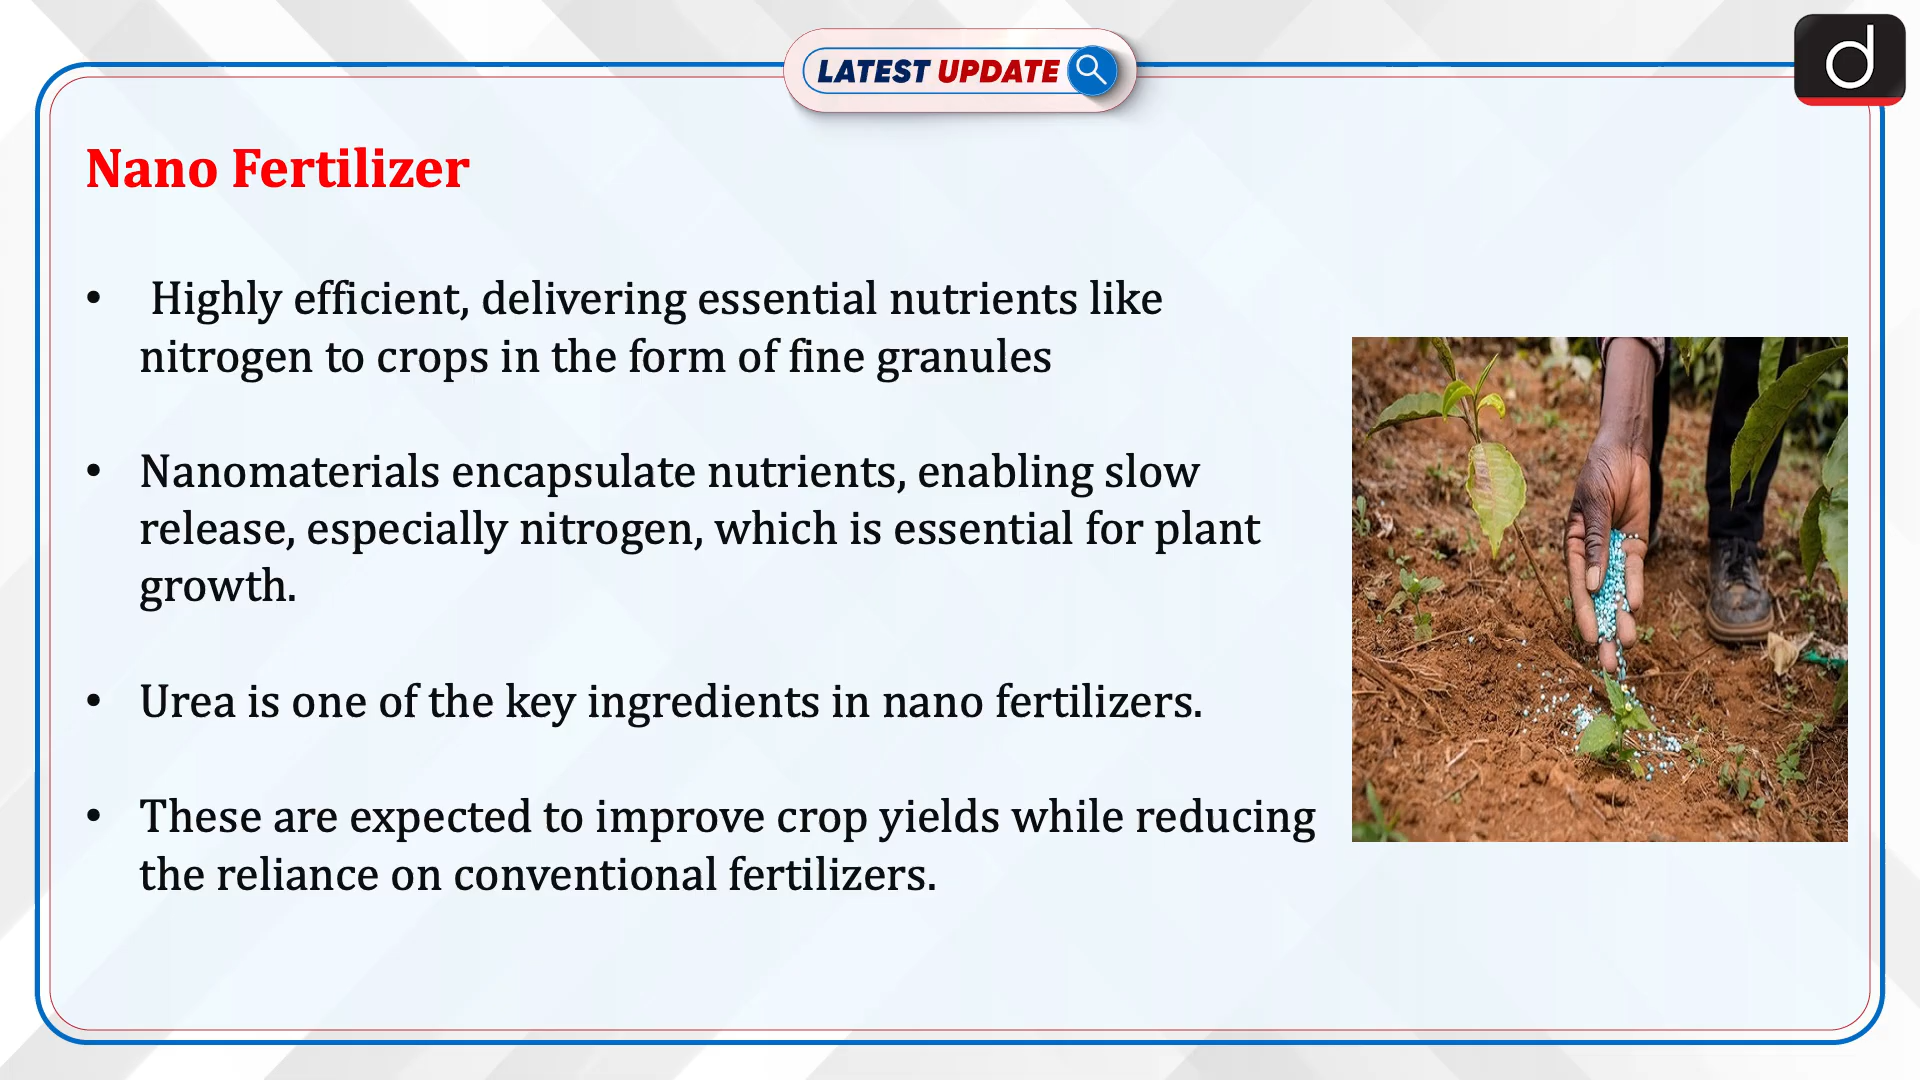 LATEST UPDATE
d
Nano Fertilizer
• Highly efficient, delivering essential nutrients like
nitrogen to crops in the form of fine granules
• Nanomaterials encapsulate nutrients, enabling slow
release, especially nitrogen, which is essential for plant
growth.
• Urea is one of the key ingredients in nano fertilizers.
• These are expected to improve crop yields while reducing
the reliance on conventional fertilizers.